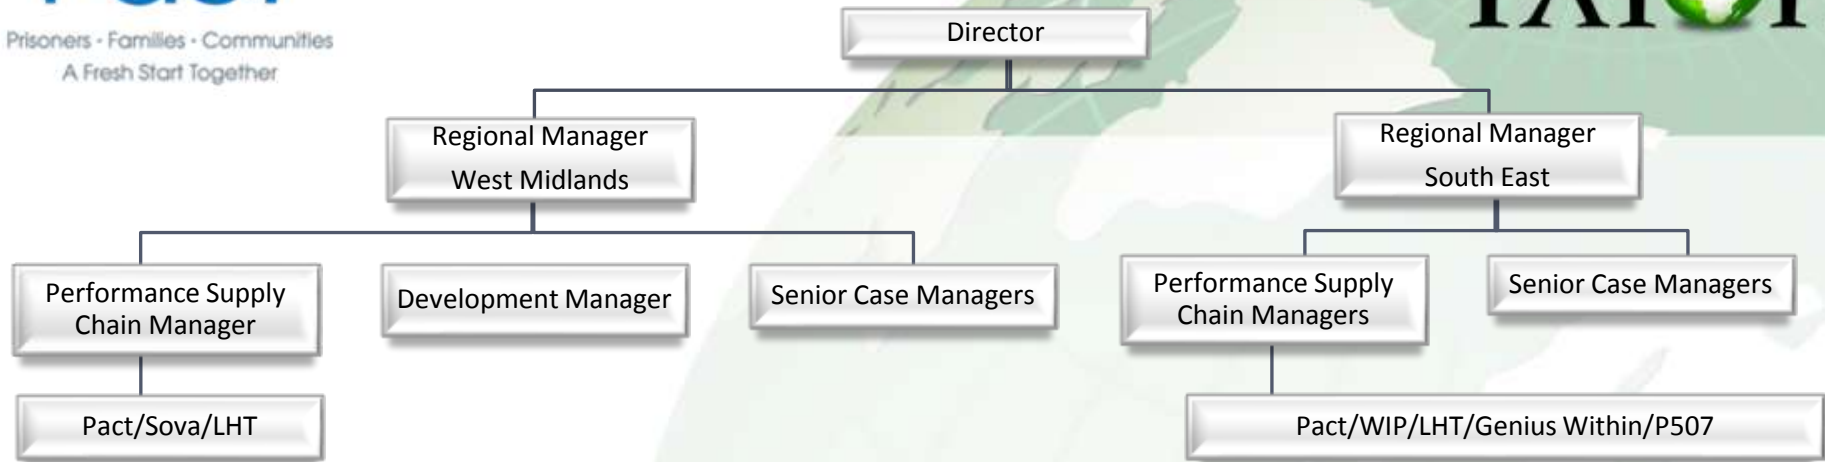 Prisoners - Families - Communities
A Fresh Start Together
Director
Regional Manager
West Midlands
Regional Manager
South East
Performance Supply
Chain Manager
Development Manager
Senior Case Managers
Performance Supply
Chain Managers
Senior Case Managers
Pact/Sova/LHT
Pact/WIP/LHT/Genius Within/P507